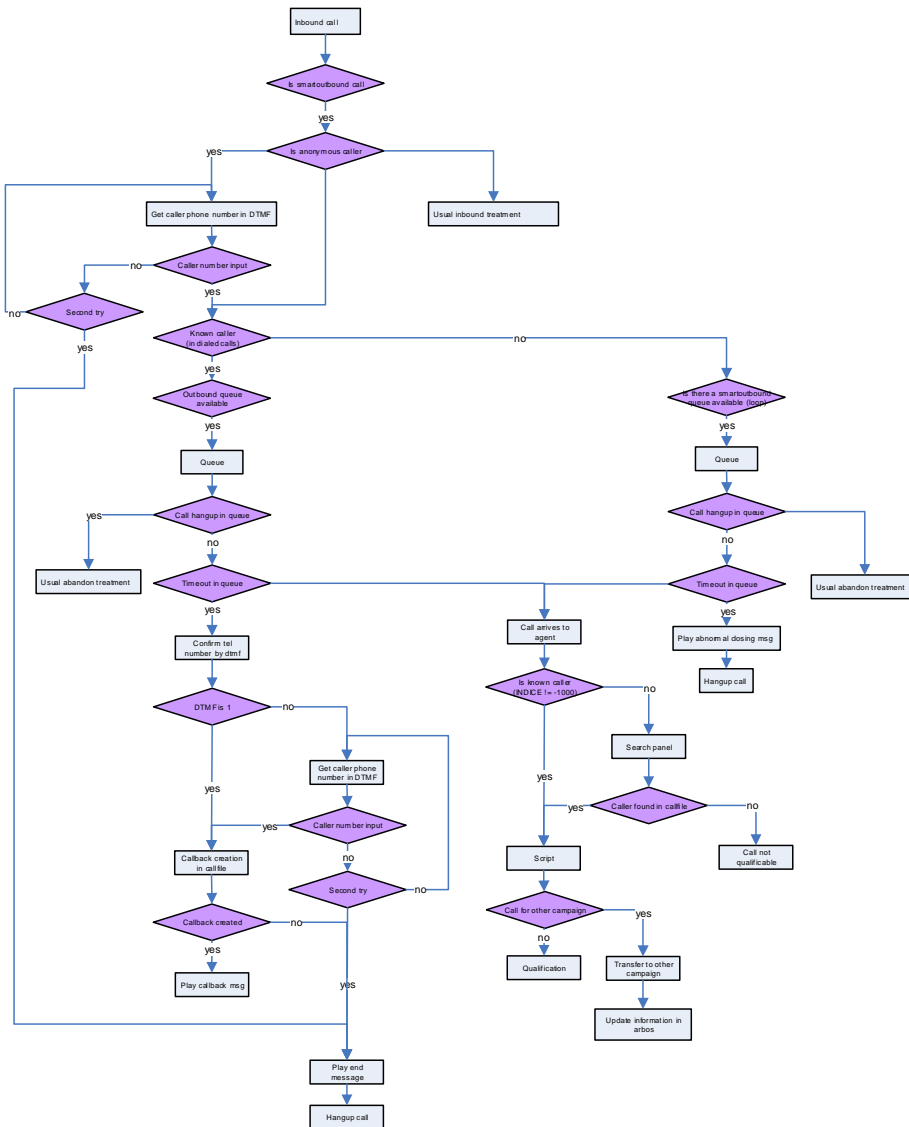 Inbound call
Is smartoutbound call
yes
Is anonymous caller
yes
Get caller phone number in DTMF
Usual inbound treatment
Caller number input
no
yes
Second try
no
yes
Known caller
(in dialed calls)
no
yes
Outbound queue
available
yes
Is there a smartoutbound
queue available (loop)
yes
Queue
Queue
Call hangup in queue
yes
no
Call hangup in queue
no
Usual abandon treatment
Timeout in queue
yes
Timeout in queue
yes
Usual abandon treatment
Confirm tel
number by dtmf
Call arrives to
agent
Play abnormal closing msg
Hangup call
DTMF is 1
no
yes
Is known caller
(INDICE != -1000)
no
yes
Search panel
Get caller phone
number in DTMF
Caller found in callfile
yes
no
Caller number input
yes
no
Callback creation
in callfile
Script
Call not
qualificable
Second try
no
yes
Callback created
no
yes
Call for other campaign
yes
no
Play callback msg
Qualification
Transfer to other
campaign
Update information in
arbos
Play end
message
Hangup call